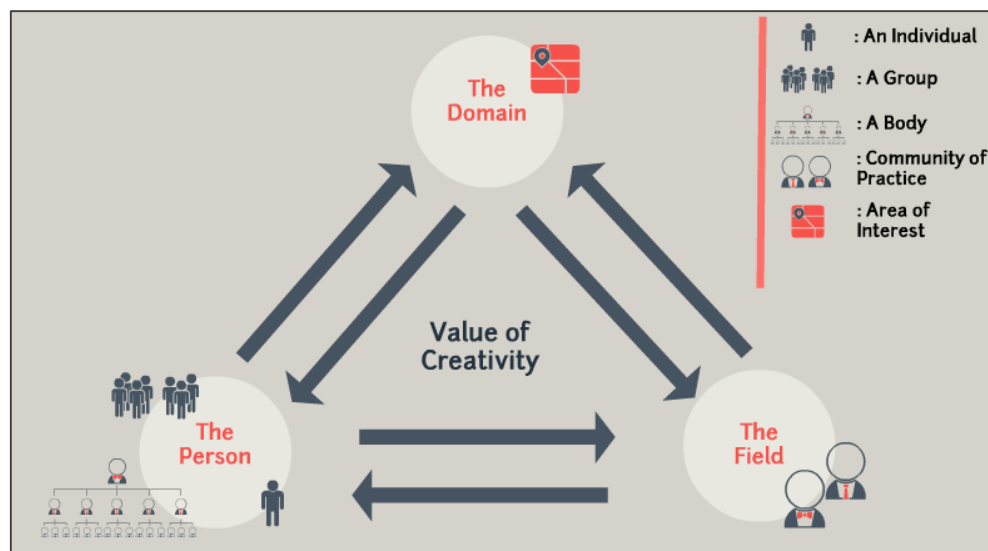 The
Domain
: An Individual
: A Group
: A Body
: Community of
Practice
: Area of
Interest
Value of
Creativity
The
Person
The
Field